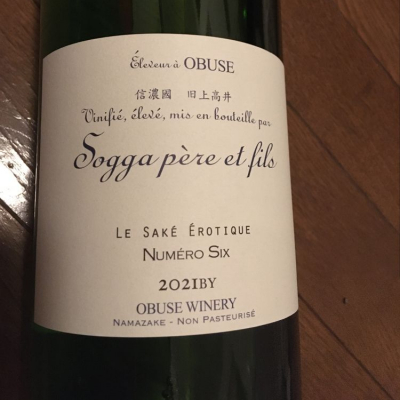 Éleveur à OBUSE
信濃國 旧上高井
Vinifié, élevé, mis en bouteille par
Sogga père et fils
LE SAKÉ ÉROTIQUE
NUMÉRO SIX
2021BY
OBUSE WINERY
NAMAZAKE - NON PASTEURISÉ